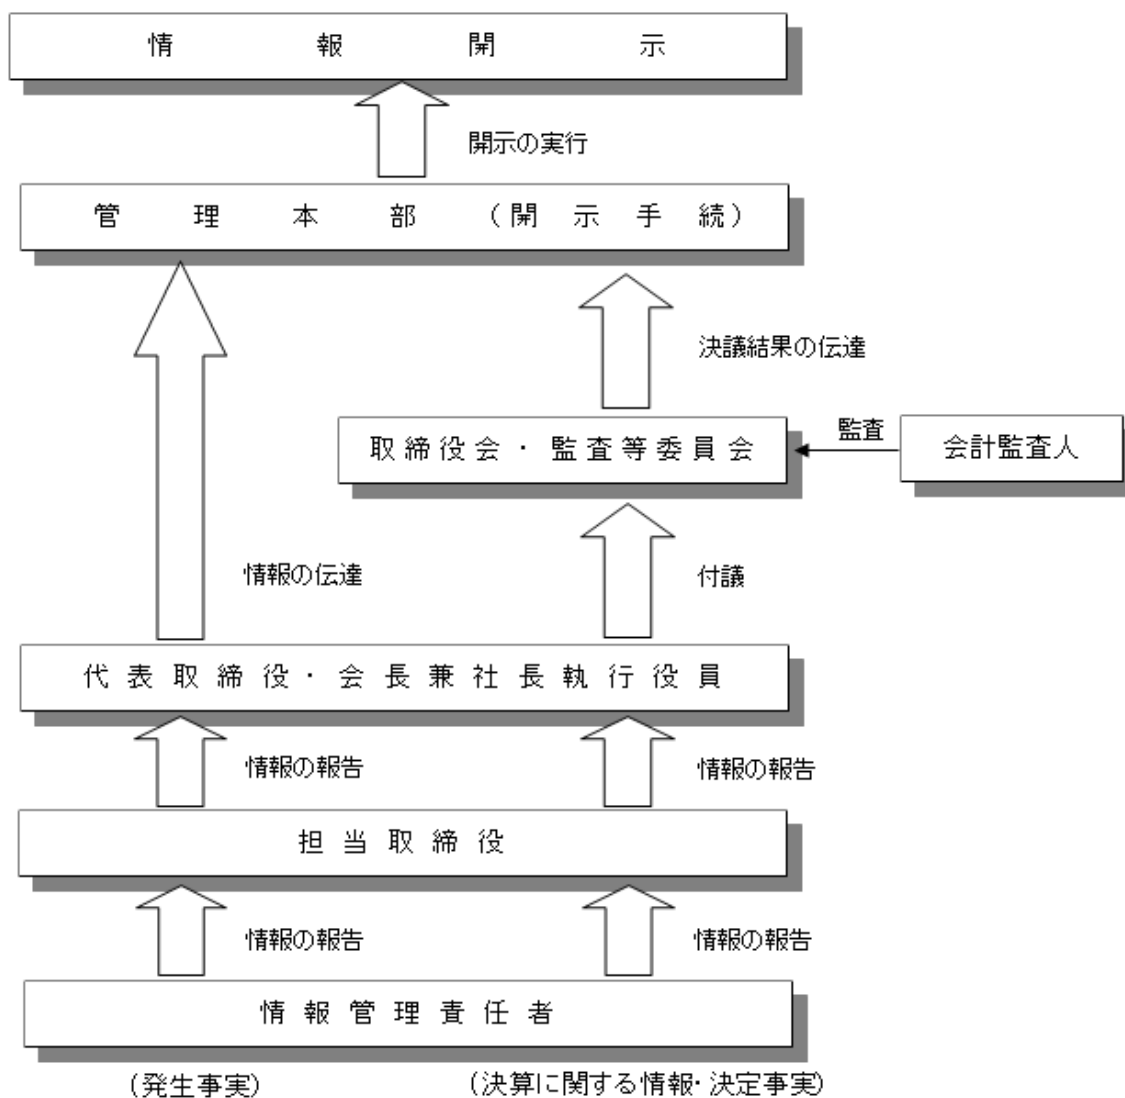 情報開示
開示の実行
管理本部(開示手続)
決議結果の伝達
取締役会・監査等委員会
監査
会計監査人
情報の伝達
付議
代表取締役・会長兼社長執行役員
情報の報告
情報の報告
担当取締役
情報の報告
情報の報告
情報管理責任者
(発生事実)
(決算に関する情報・決定事実)